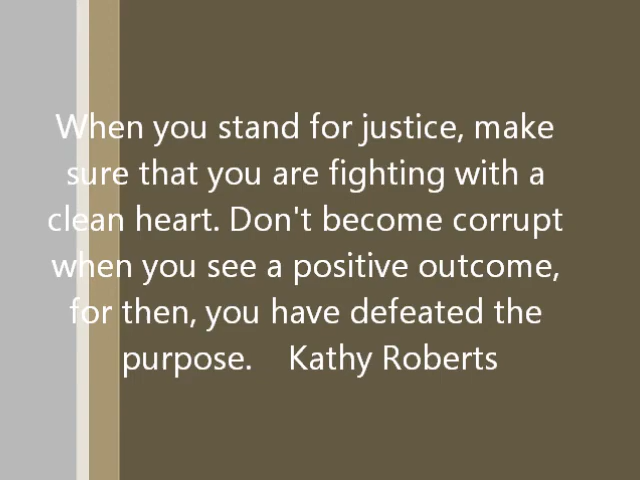 When you stand for justice, make
sure that you are fighting with a
clean heart. Don't become corrupt
when you see a positive outcome,
for then, you have defeated the
purpose.    Kathy Roberts